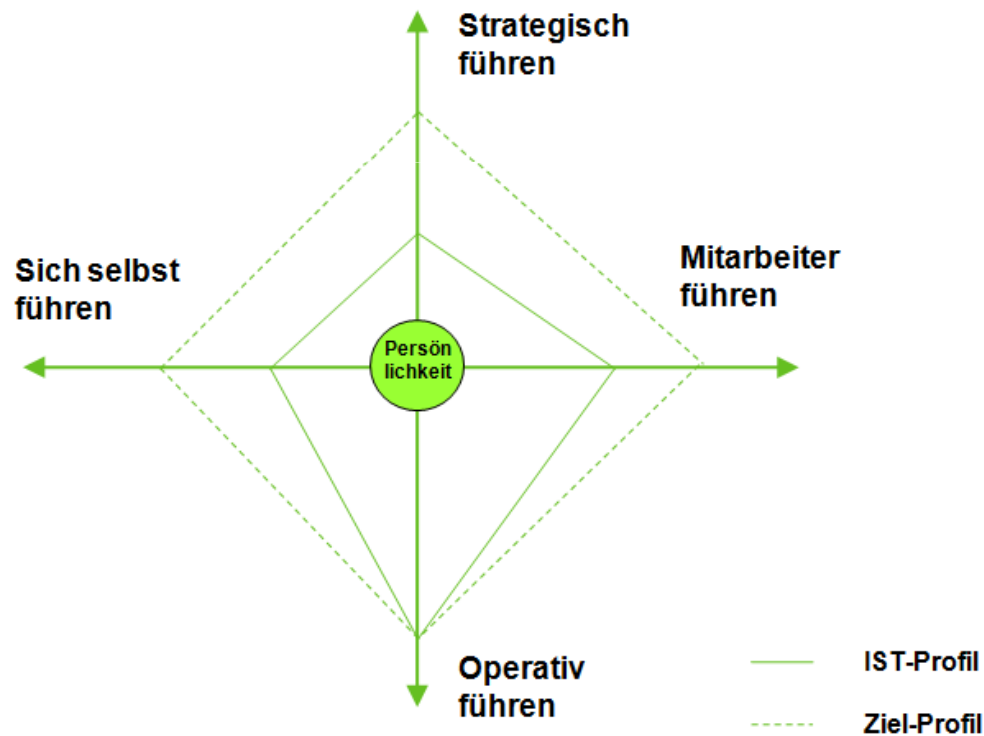 Strategisch
führen
Sich selbst
führen
Mitarbeiter
führen
Persön
lichkeit
Operativ
führen
IST-Profil
Ziel-Profil